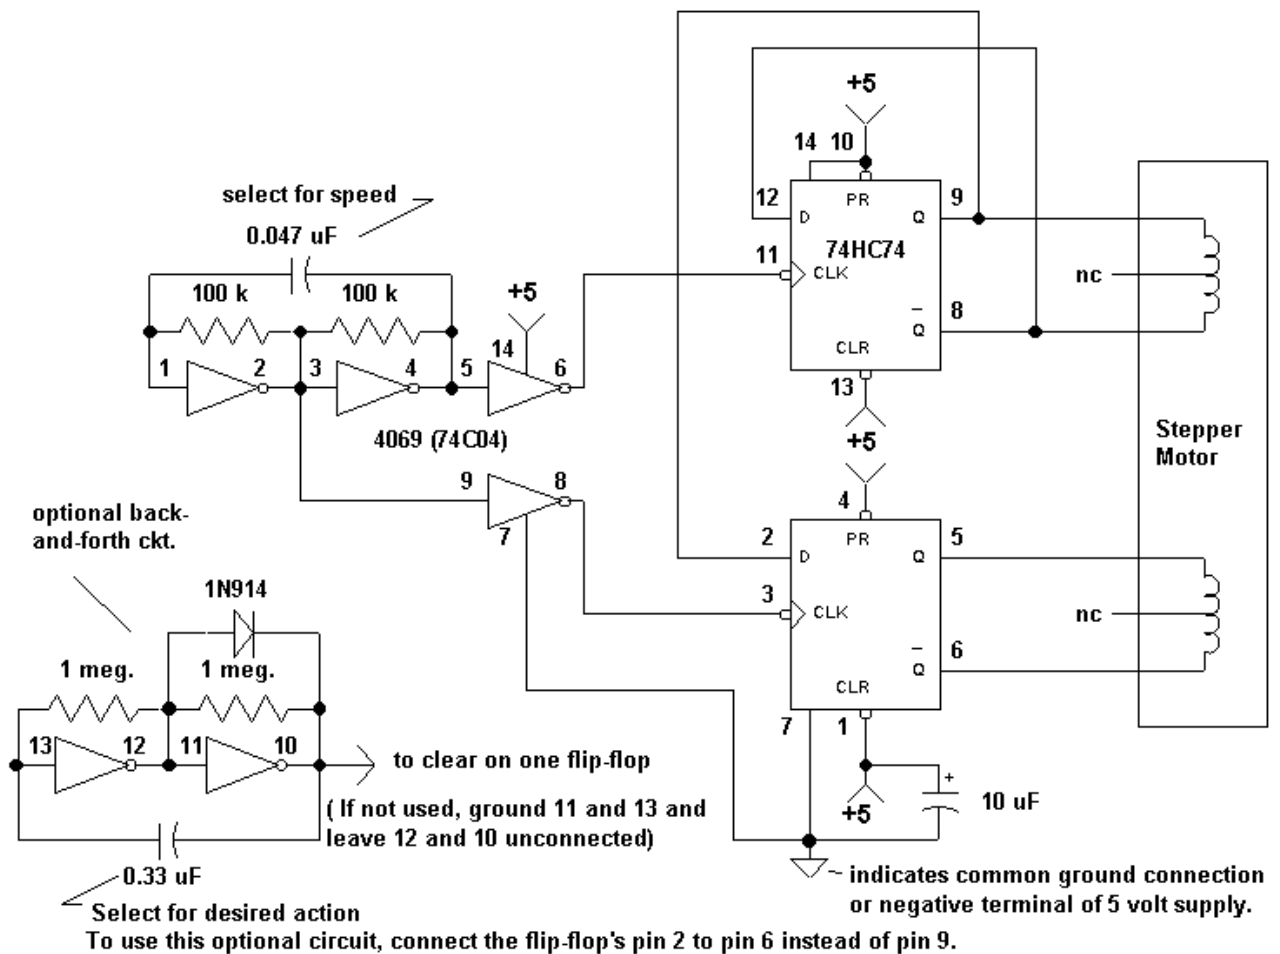 +5
14 10
12 D PR Q 9
74HC74
11 CLK
nc
Q 8
CLR
13
+5
select for speed
0.047 uF
100 k 100 k
+5
14
1 2 3 4 5 6
4069 (74C04)
9 8
7
Stepper
Motor
4
2 D PR Q 5
3 CLK
nc
Q 6
CLR
7 1
+
10 uF
+5
optional back-
and-forth ckt.
1N914
1 meg. 1 meg.
13 12 11 10
to clear on one flip-flop
( If not used, ground 11 and 13 and
leave 12 and 10 unconnected)
0.33 uF
Select for desired action
indicates common ground connection
or negative terminal of 5 volt supply.
To use this optional circuit, connect the flip-flop's pin 2 to pin 6 instead of pin 9.